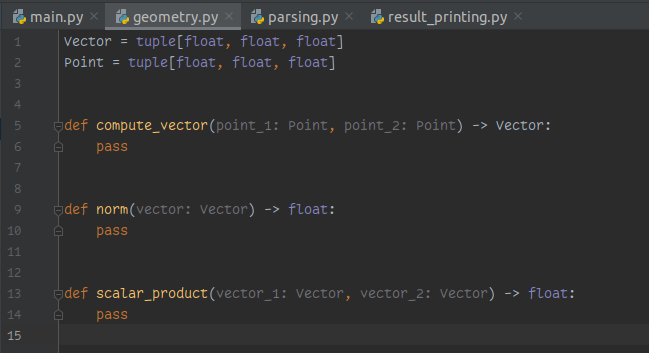 main.py × geometry.py × parsing.py × result_printing.py ×
1 Vector = tuple[float, float, float]
2 Point = tuple[float, float, float]
3
4
5 def compute_vector(point_1: Point, point_2: Point) -> Vector:
6     pass
7
8
9 def norm(vector: Vector) -> float:
10     pass
11
12
13 def scalar_product(vector_1: Vector, vector_2: Vector) -> float:
14     pass
15